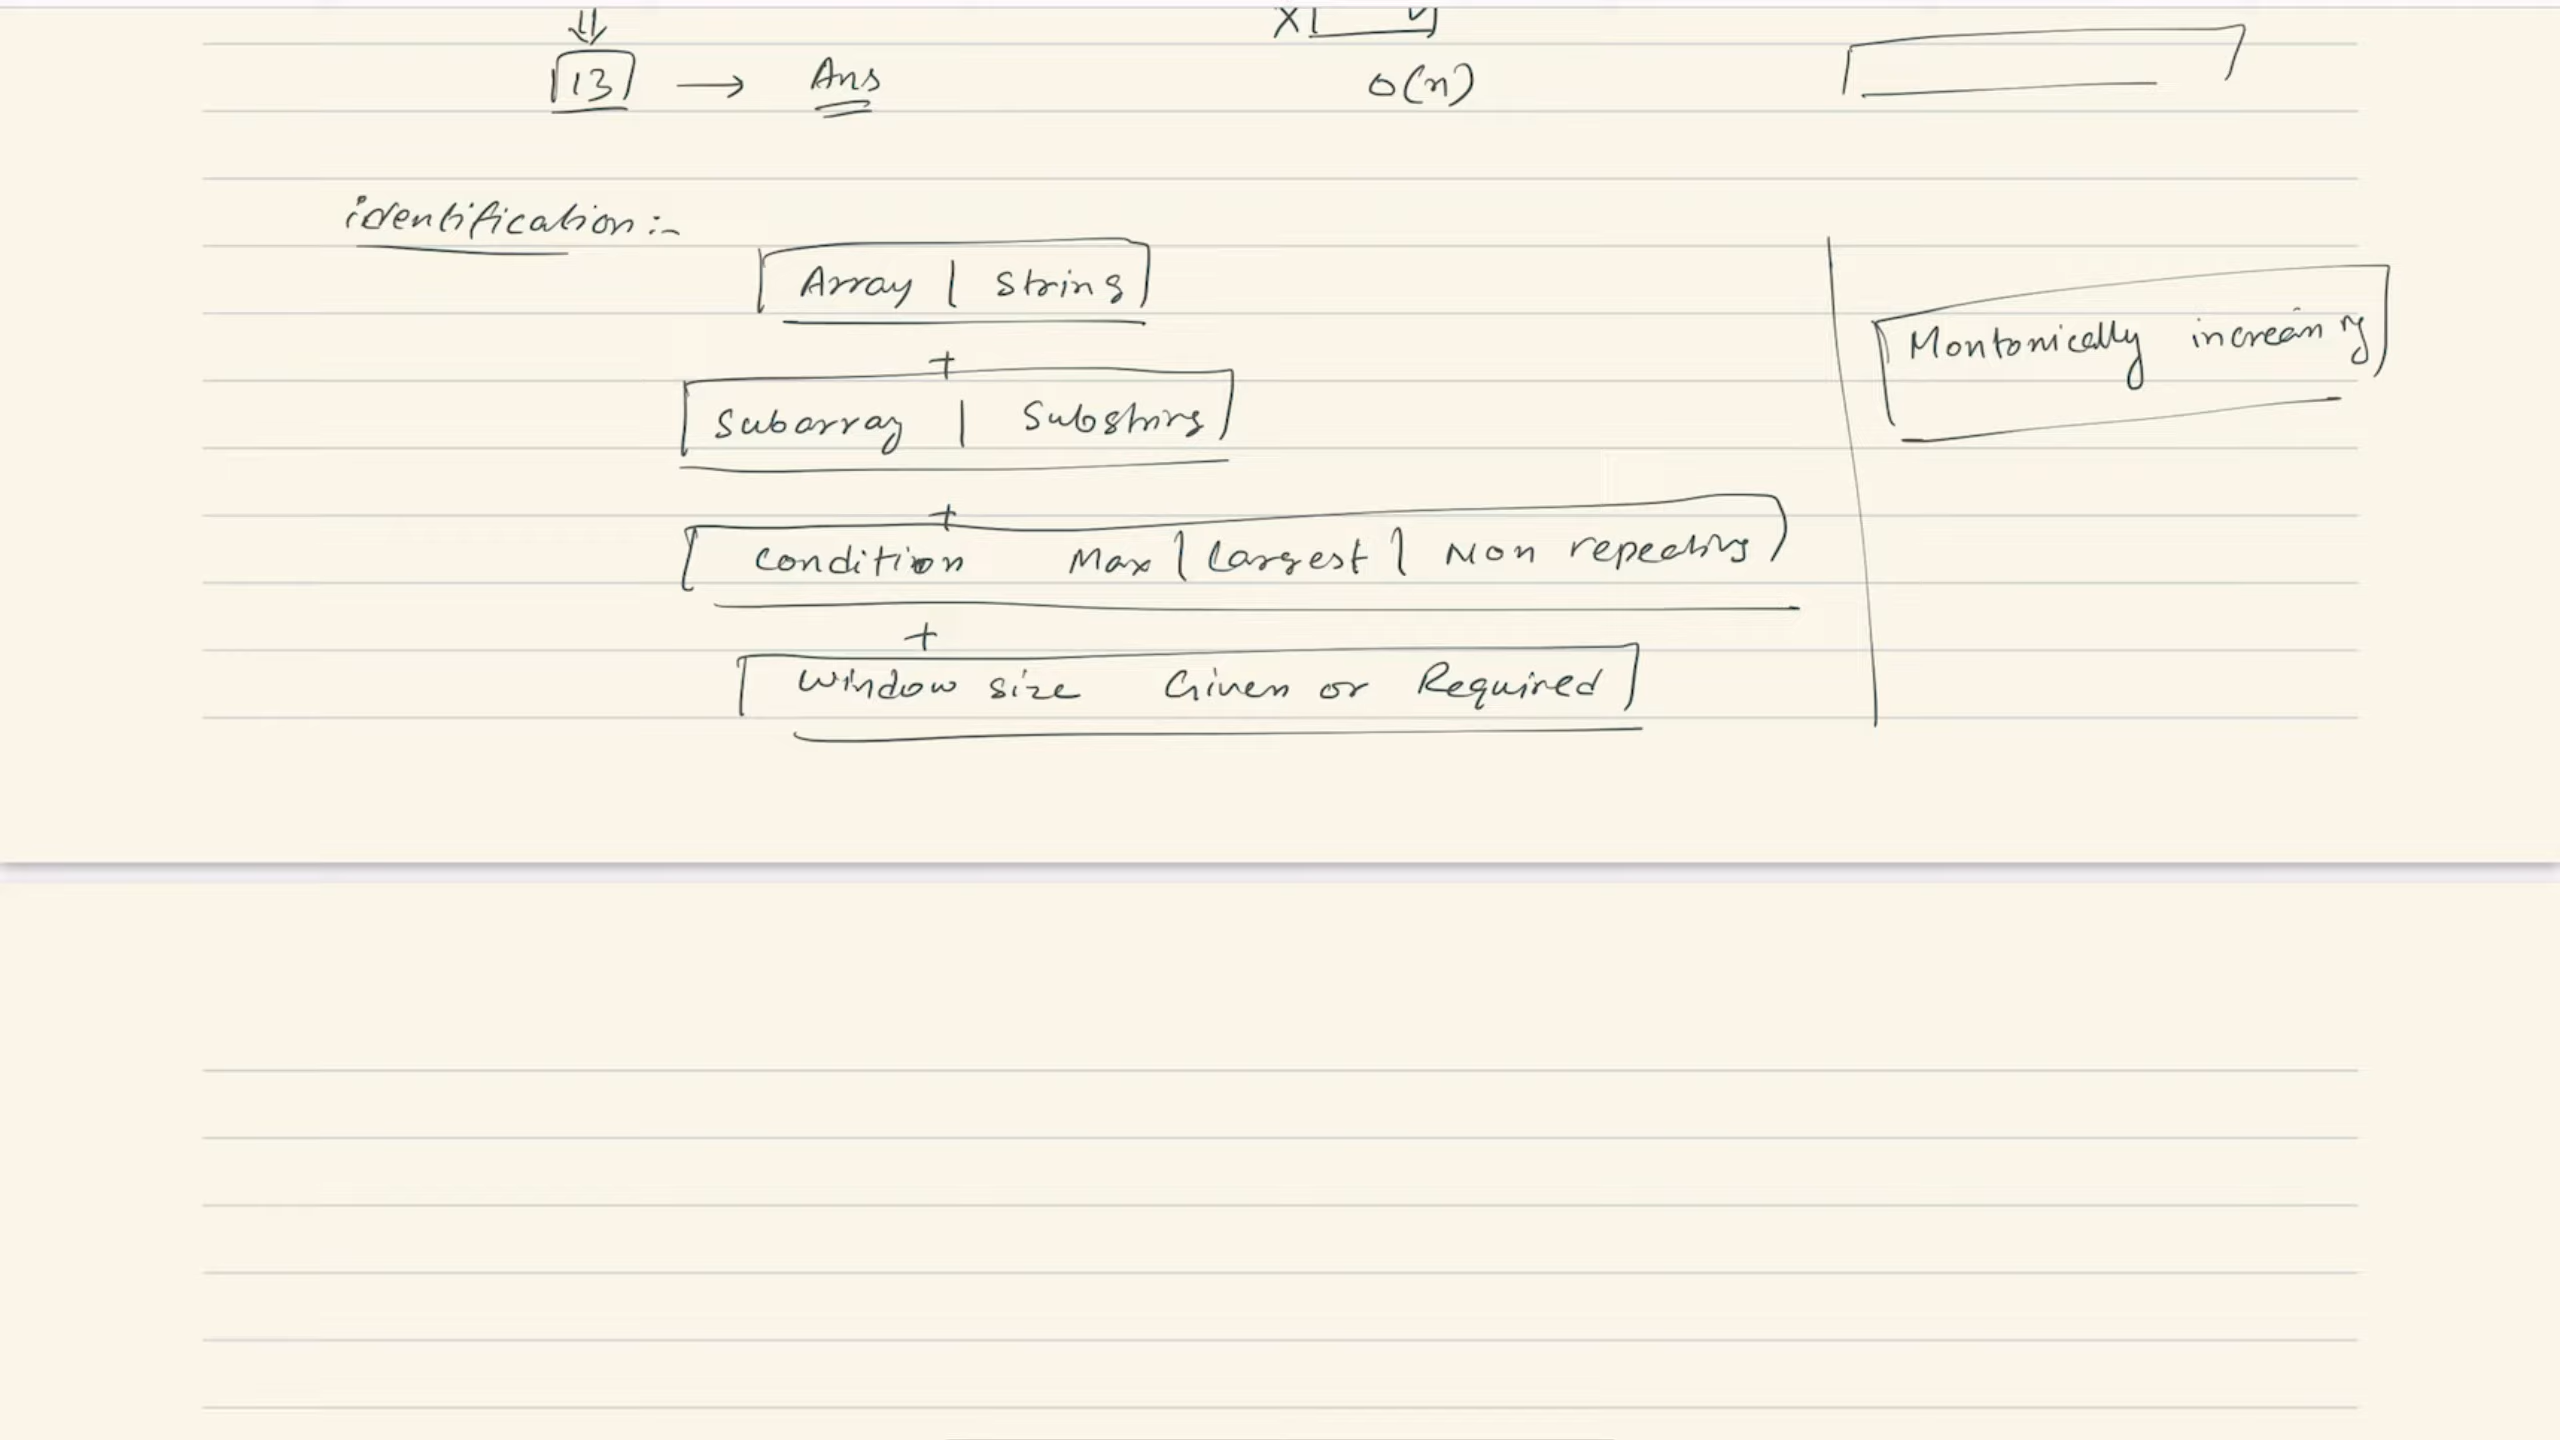 13 → Ans
O(n)
identification :-
Array | String
+
Subarray | Substring
+
Condition Max | Largest | Non repeating
+
Window size Given or Required
Montonically increasing